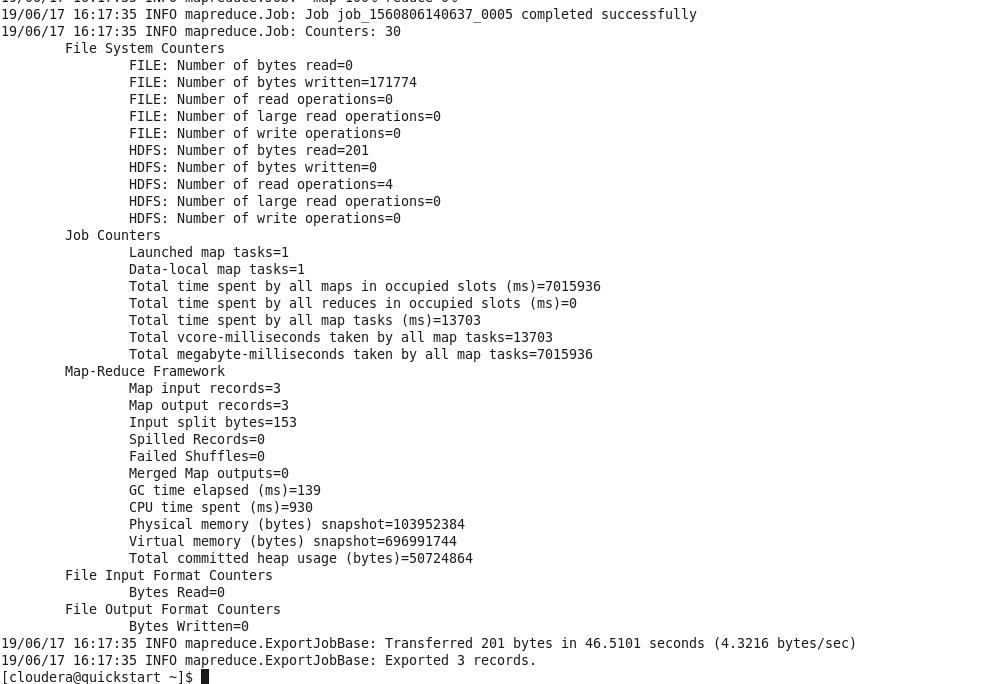 19/06/17 16:17:35 INFO mapreduce.Job: map 100% reduce 0%
19/06/17 16:17:35 INFO mapreduce.Job: Job job_1560806140637_0005 completed successfully
19/06/17 16:17:35 INFO mapreduce.Job: Counters: 30
File System Counters
FILE: Number of bytes read=0
FILE: Number of bytes written=171774
FILE: Number of read operations=0
FILE: Number of large read operations=0
FILE: Number of write operations=0
HDFS: Number of bytes read=201
HDFS: Number of bytes written=0
HDFS: Number of read operations=4
HDFS: Number of large read operations=0
HDFS: Number of write operations=0
Job Counters
Launched map tasks=1
Data-local map tasks=1
Total time spent by all maps in occupied slots (ms)=7015936
Total time spent by all reduces in occupied slots (ms)=0
Total time spent by all map tasks (ms)=13703
Total vcore-milliseconds taken by all map tasks=13703
Total megabyte-milliseconds taken by all map tasks=7015936
Map-Reduce Framework
Map input records=3
Map output records=3
Input split bytes=153
Spilled Records=0
Failed Shuffles=0
Merged Map outputs=0
GC time elapsed (ms)=139
CPU time spent (ms)=930
Physical memory (bytes) snapshot=103952384
Virtual memory (bytes) snapshot=696991744
Total committed heap usage (bytes)=50724864
File Input Format Counters
Bytes Read=0
File Output Format Counters
Bytes Written=0
19/06/17 16:17:35 INFO mapreduce.ExportJobBase: Transferred 201 bytes in 46.5101 seconds (4.3216 bytes/sec)
19/06/17 16:17:35 INFO mapreduce.ExportJobBase: Exported 3 records.
[cloudera@quickstart ~]$